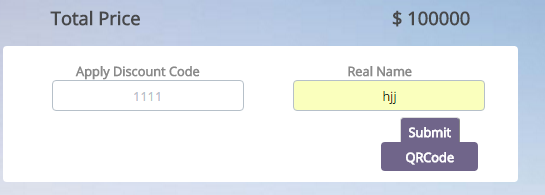 Total Price $ 100000
Apply Discount Code Real Name
1111 hjj
Submit
QRCode